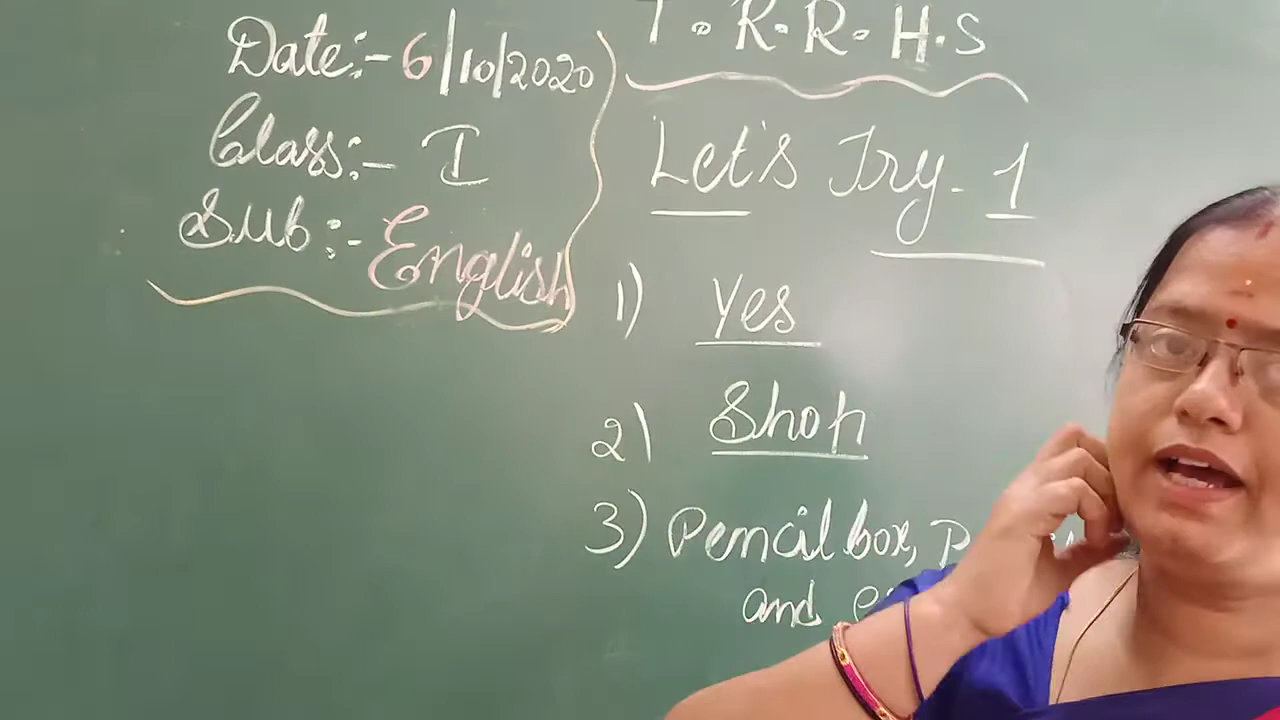 Date:- 6/10/2020
Class:- I
Sub:- English
T.R.R.H.S
Let's Try - 1
1) Yes
2) Shop
3) Pencil box,
and